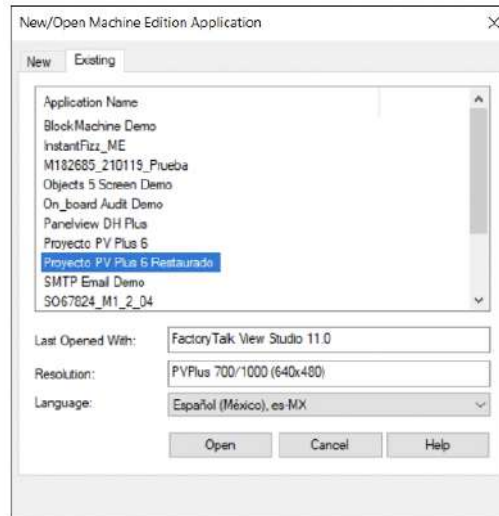 New/Open Machine Edition Application
New Existing
Application Name
BlockMachine Demo
InstantFizz_ME
M182685_210119_Prueba
Objects 5 Screen Demo
On_board Audit Demo
Panelview DH Plus
Proyecto PV Plus 6
Proyecto PV Plus 6 Restaurado
SMTP Email Demo
SO67824_M1_2_04
Last Opened With: FactoryTalk View Studio 11.0
Resolution: PVPlus 700/1000 (640x480)
Language: Español (México), es-MX
Open Cancel Help